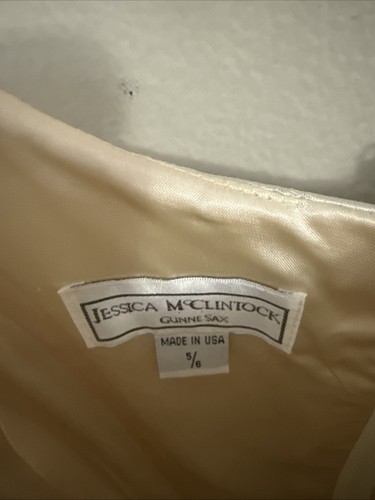 JESSICA McCLINTOCK
GUNNE SAX
MADE IN USA
5/6